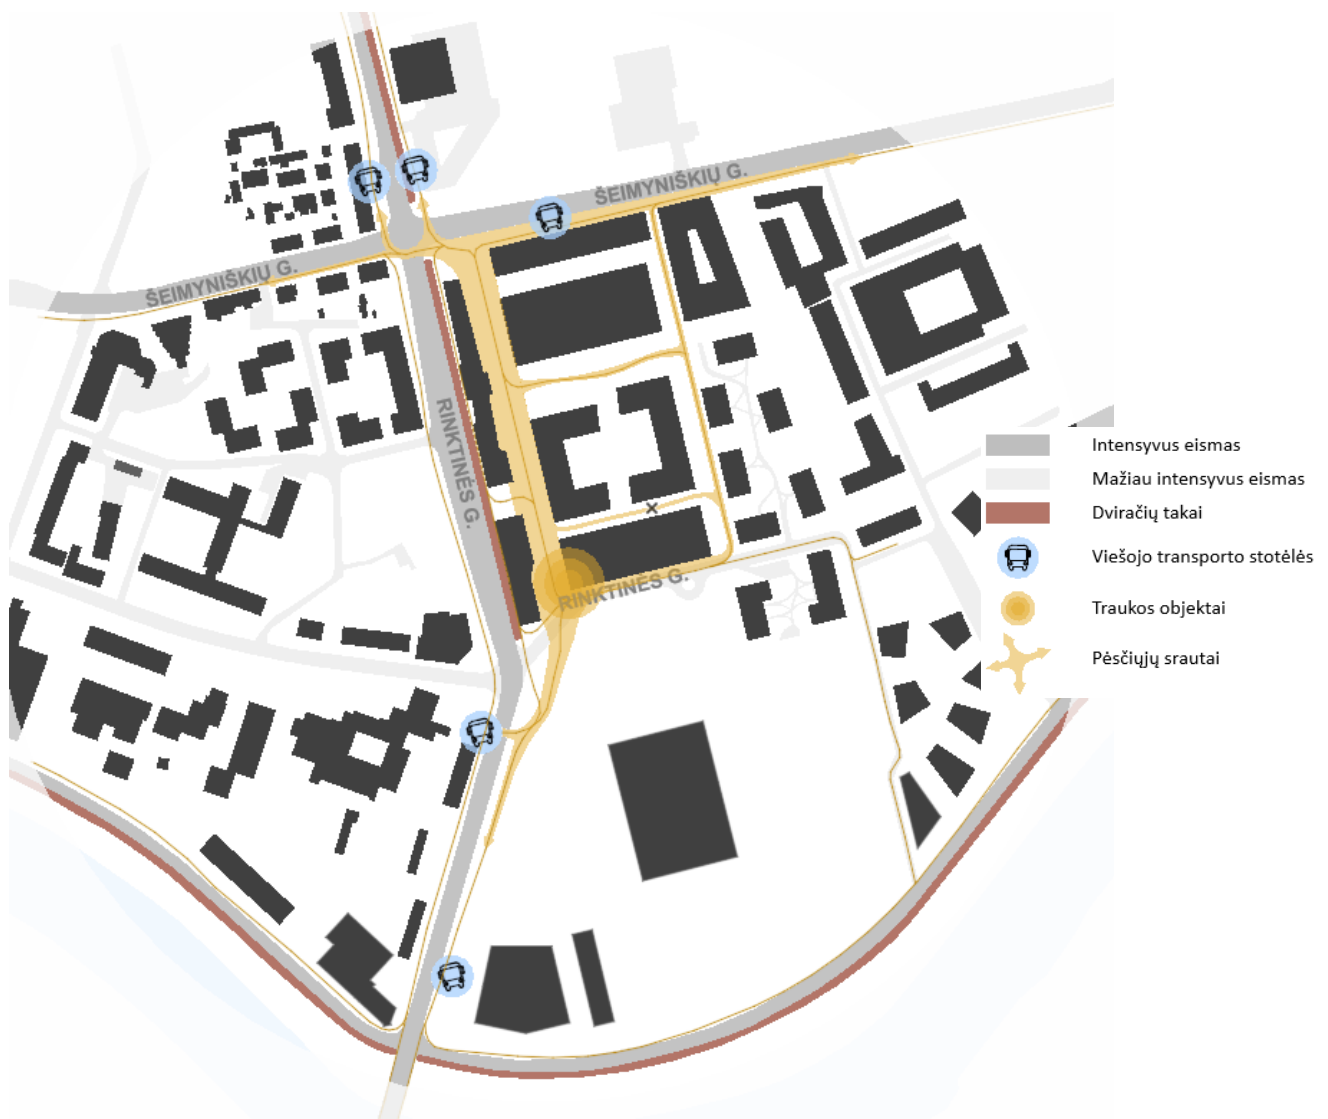 ŠEIMYNIŠKIŲ G.
ŠEIMYNIŠKIŲ G.
RINKTINĖS G.
RINKTINĖS G.
Intensyvus eismas
Mažiau intensyvus eismas
Dviračių takai
Viešojo transporto stotėlės
Traukos objektai
Pėsčiųjų srautai